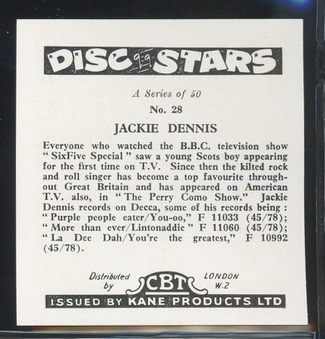 DISC STARS
A Series of 50
No. 28
JACKIE DENNIS
Everyone who watched the B.B.C. television show
"SixFive Special" saw a young Scots boy appearing
for the first time on T.V. Since then the kilted rock
and roll singer has become a top favourite through-
out Great Britain and has appeared on American
T.V. also, in "The Perry Como Show." Jackie
Dennis records on Decca, some of his records being :
"Purple people eater/You-oo," F 11033 (45/78);
"More than ever/Lintonaddie" F 11060 (45/78);
"La Dee Dah/You're the greatest," F 10992
(45/78).
Distributed by CBT LONDON W.2
ISSUED BY KANE PRODUCTS LTD